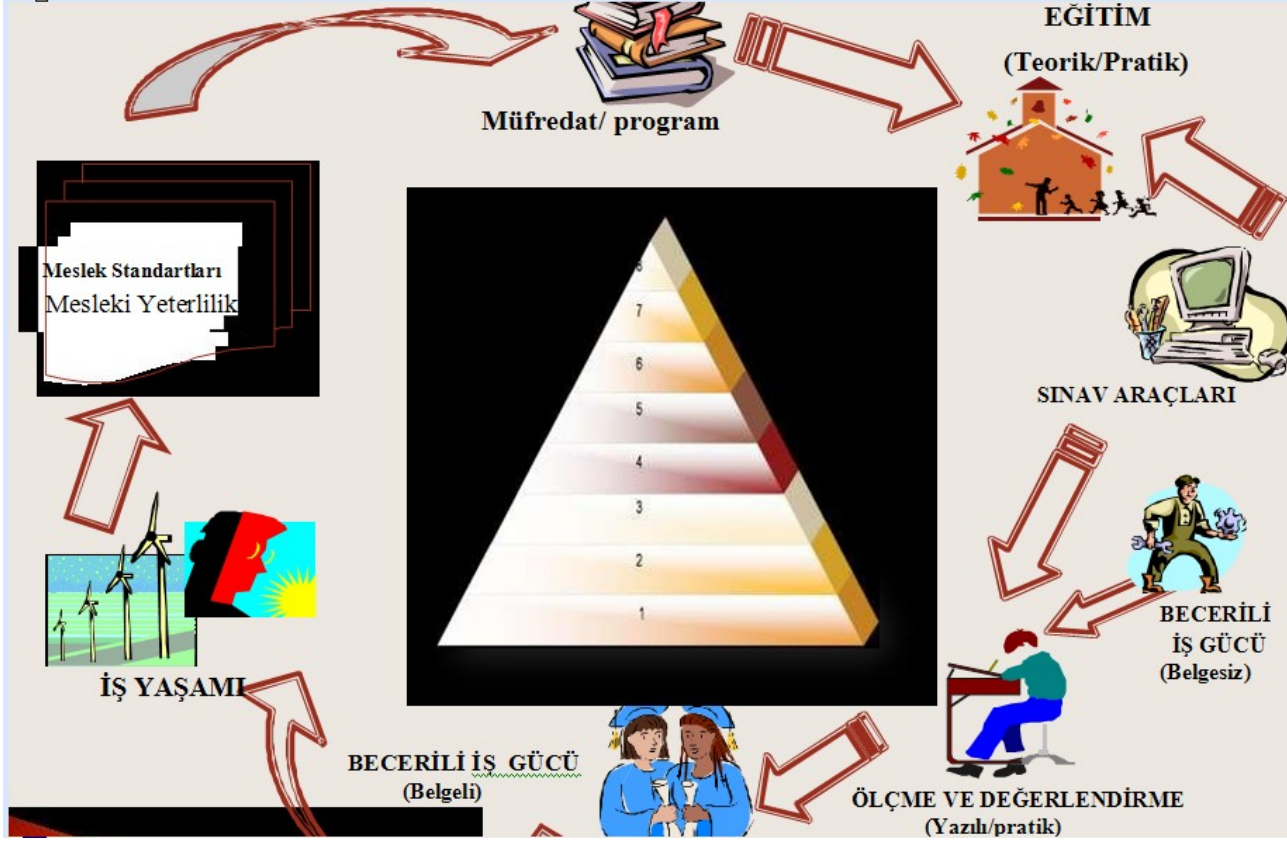 EĞİTİM
(Teorik/Pratik)
Müfredat/ program
Meslek Standartları
Mesleki Yeterlilik
8
7
6
5
4
3
2
1
SINAV ARAÇLARI
BECERİLİ
İŞ GÜCÜ
(Belgesiz)
İŞ YAŞAMI
BECERİLİ İŞ GÜCÜ
(Belgeli)
ÖLÇME VE DEĞERLENDİRME
(Yazılı/pratik)